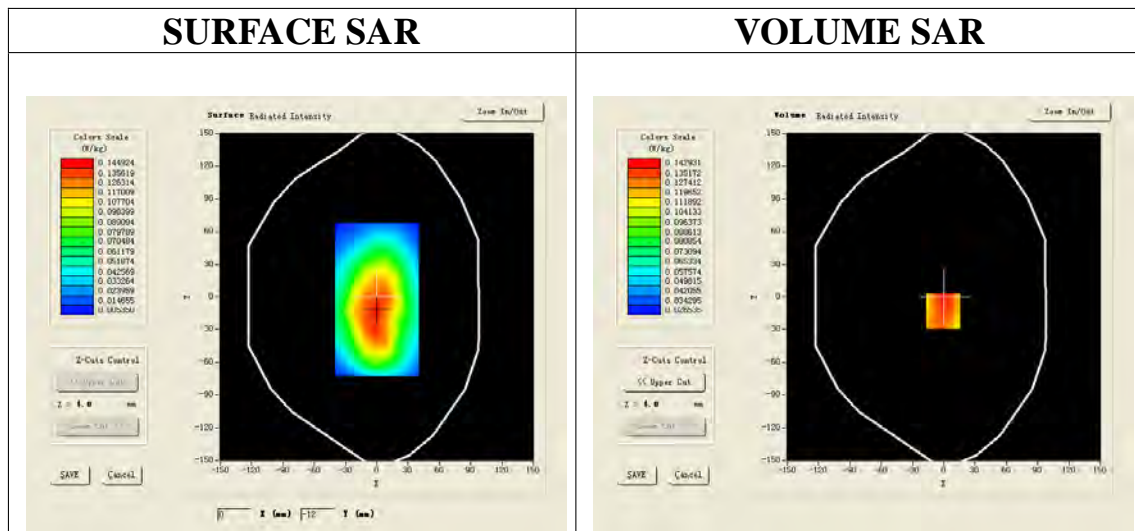 SURFACE SAR
VOLUME SAR
Surface Radiated Intensity
Zoom In/Out
Colors Scale
(W/kg)
0.144924
0.135619
0.126314
0.117009
0.107704
0.098399
0.089094
0.079789
0.070484
0.061179
0.051874
0.042569
0.033264
0.023959
0.014655
0.005350
150
120
90
60
30
0
-30
-60
-90
-120
-150
-150 -120 -90 -60 -30 0 30 60 90 120 150
Z-Cuts Control
<< Upper Cut
Z = 4.0 mm
SAVE Cancel
0 X (mm) -12 Y (mm)
Volume Radiated Intensity
Zoom In/Out
Colors Scale
(W/kg)
0.142931
0.135172
0.127412
0.119652
0.111892
0.104133
0.096373
0.088613
0.080854
0.073094
0.065334
0.057574
0.049815
0.042055
0.034295
0.026535
150
120
90
60
30
0
-30
-60
-90
-120
-150
-150 -120 -90 -60 -30 0 30 60 90 120 150
Z-Cuts Control
<< Upper Cut
Z = 4.0 mm
SAVE Cancel